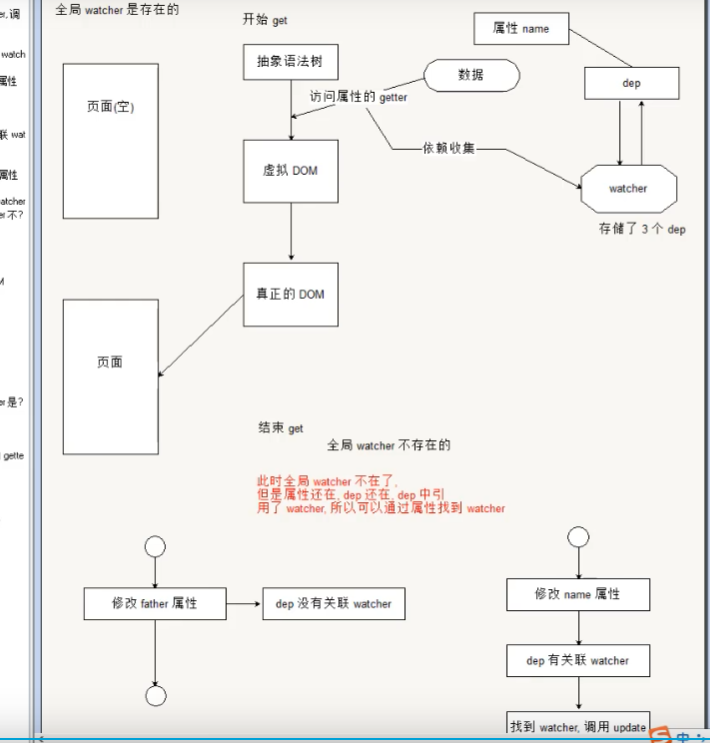 全局 watcher 是存在的
开始 get
属性 name
抽象语法树
数据
dep
访问属性的 getter
页面(空)
依赖收集
虚拟 DOM
watcher
存储了 3 个 dep
真正的 DOM
页面
结束 get
全局 watcher 不存在的
此时全局 watcher 不在了,
但是属性还在, dep 还在, dep 中引
用了 watcher, 所以可以通过属性找到 watcher
修改 father 属性
dep 没有关联 watcher
修改 name 属性
dep 有关联 watcher
找到 watcher, 调用 update
er, 调
watch
属性
联 wat
属性
atcher
er 不?
M
er 是?
gette
中